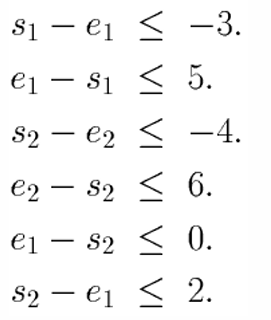 s₁ − e₁ ≤ −3.
e₁ − s₁ ≤ 5.
s₂ − e₂ ≤ −4.
e₂ − s₂ ≤ 6.
e₁ − s₂ ≤ 0.
s₂ − e₁ ≤ 2.